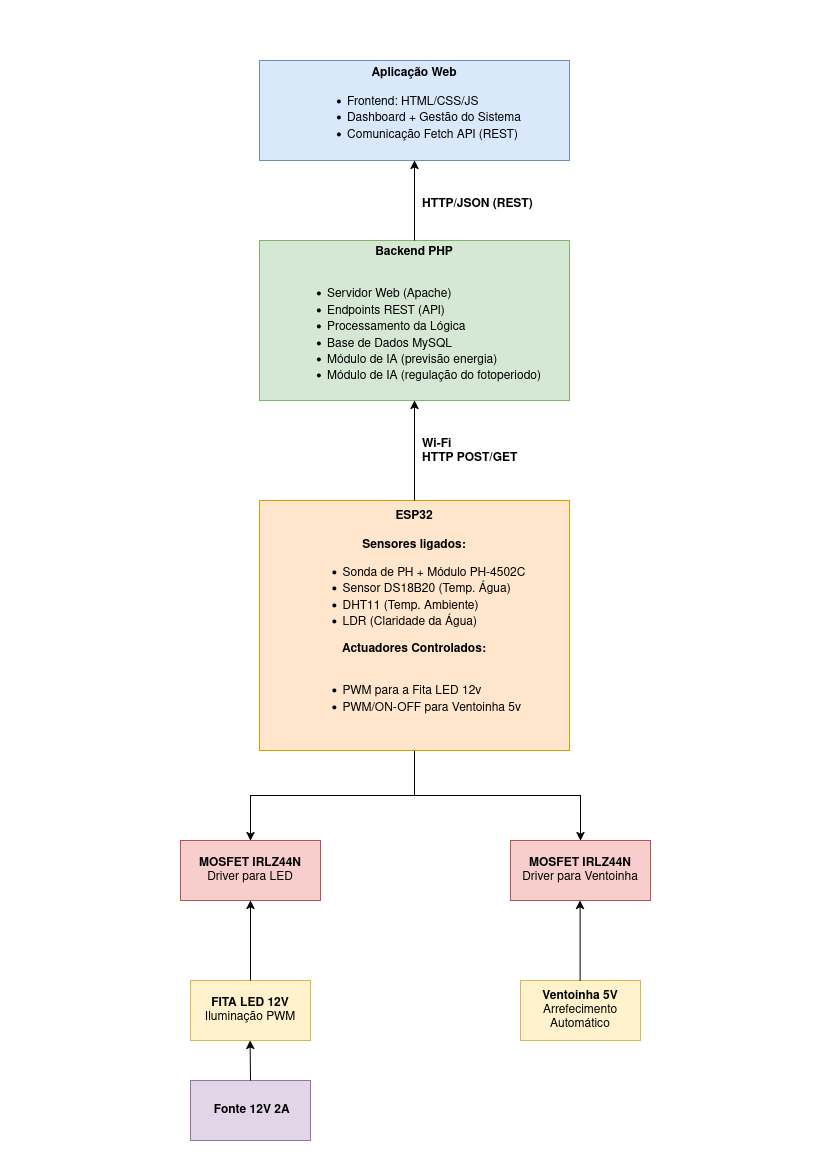 Aplicação Web
• Frontend: HTML/CSS/JS
• Dashboard + Gestão do Sistema
• Comunicação Fetch API (REST)
HTTP/JSON (REST)
Backend PHP
• Servidor Web (Apache)
• Endpoints REST (API)
• Processamento da Lógica
• Base de Dados MySQL
• Módulo de IA (previsão energia)
• Módulo de IA (regulação do fotoperiodo)
Wi-Fi
HTTP POST/GET
ESP32
Sensores ligados:
• Sonda de PH + Módulo PH-4502C
• Sensor DS18B20 (Temp. Água)
• DHT11 (Temp. Ambiente)
• LDR (Claridade da Água)
Actuadores Controlados:
• PWM para a Fita LED 12v
• PWM/ON-OFF para Ventoinha 5v
MOSFET IRLZ44N
Driver para LED
MOSFET IRLZ44N
Driver para Ventoinha
FITA LED 12V
Iluminação PWM
Ventoinha 5V
Arrefecimento
Automático
Fonte 12V 2A